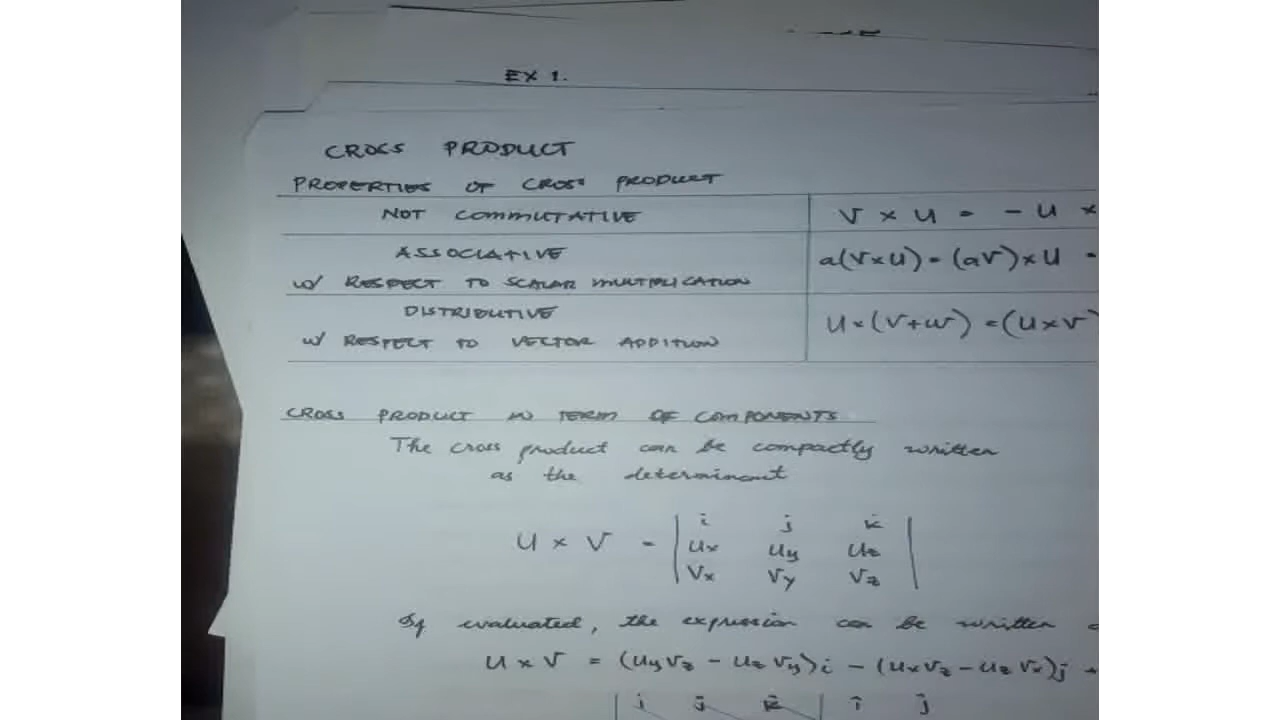 EX 1.
CROSS PRODUCT
PROPERTIES OF CROSS PRODUCT
NOT COMMUTATIVE V × U = - U ×
ASSOCIATIVE
w/ RESPECT TO SCALAR MULTIPLICATION a(V×U) = (aV)×U =
DISTRIBUTIVE
w/ RESPECT TO VECTOR ADDITION U×(V+W) = (U×V)
CROSS PRODUCT IN TERM OF COMPONENTS
The cross product can be compactly written
as the determinant
i j k
U × V = | Ux Uy Uz |
Vx Vy Vz
If evaluated, the expression can be written
U × V = (UyVz - UzVy)i - (UxVz - UzVx)j +
| i j k | i j